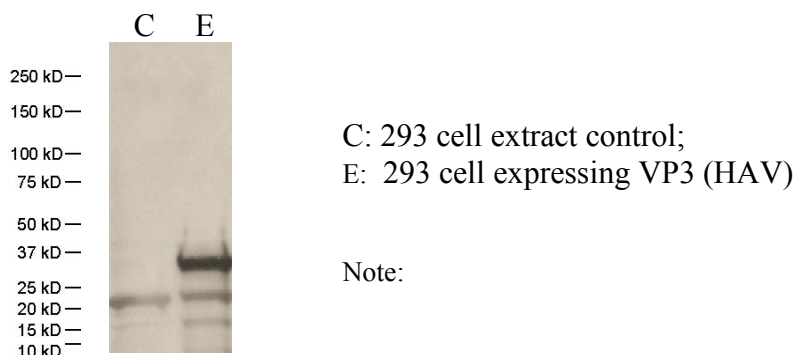 C E
250 kD
150 kD
100 kD
75 kD
50 kD
37 kD
25 kD
20 kD
15 kD
10 kD
C: 293 cell extract control;
E: 293 cell expressing VP3 (HAV)
Note: